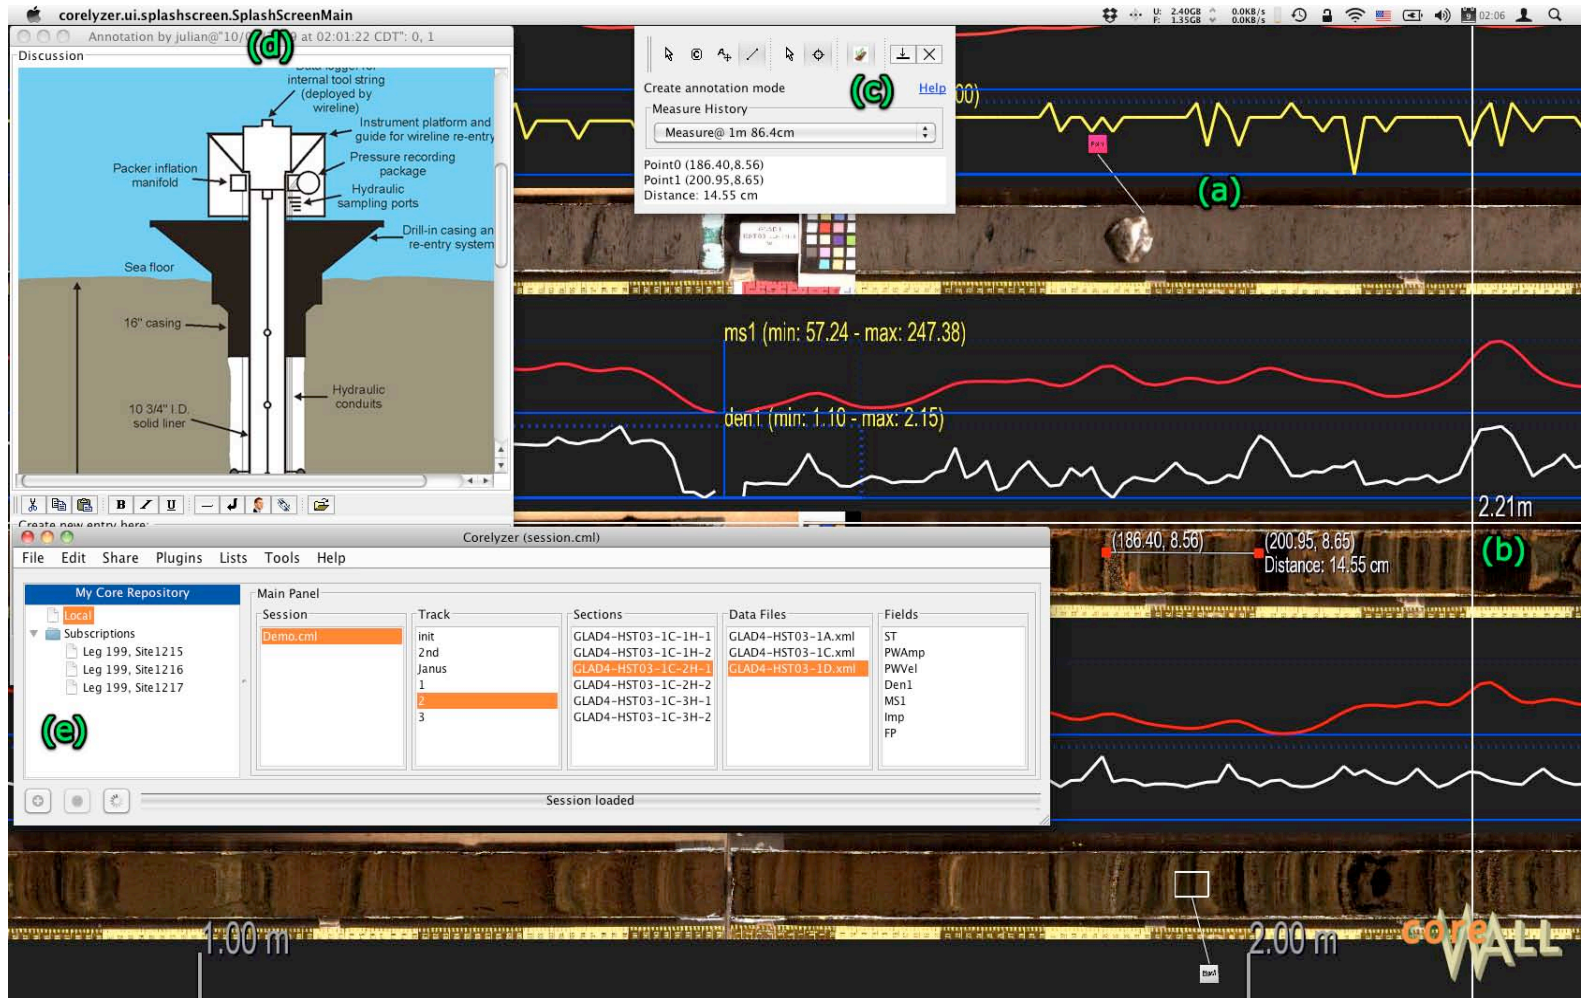 corelyzer.ui.splashscreen.SplashScreenMain
U: 2.40GB 0.0KB/s
F: 1.35GB 0.0KB/s
02:06
(d)
Discussion
internal tool string
(deployed by
wireline)
Instrument platform and
guide for wireline re-entry
Pressure recording
package
Packer inflation
manifold
Hydraulic
sampling ports
Drill-in casing an
re-entry system
Sea floor
16" casing
Hydraulic
conduits
10 3/4" I.D.
solid liner
B I U
Create new entry here:
Create annotation mode
(c)
Help
Measure History
Measure@ 1m 86.4cm
Point0 (186.40,8.56)
Point1 (200.95,8.65)
Distance: 14.55 cm
00)
(a)
ms1 (min: 57.24 - max: 247.38)
den1 (min: 1.10 - max: 2.15)
2.21m
(186.40, 8.56)
(200.95, 8.65)
Distance: 14.55 cm
(b)
Corelyzer (session.cml)
File Edit Share Plugins Lists Tools Help
My Core Repository
Local
Subscriptions
Leg 199, Site1215
Leg 199, Site1216
Leg 199, Site1217
(e)
Main Panel
Session
Demo.cml
Track
init
2nd
Janus
1
2
3
Sections
GLAD4-HST03-1C-1H-1
GLAD4-HST03-1C-1H-2
GLAD4-HST03-1C-2H-1
GLAD4-HST03-1C-2H-2
GLAD4-HST03-1C-3H-1
GLAD4-HST03-1C-3H-2
Data Files
GLAD4-HST03-1A.xml
GLAD4-HST03-1C.xml
GLAD4-HST03-1D.xml
Fields
ST
PWAmp
PWVel
Den1
MS1
Imp
FP
Session loaded
1.00 m
2.00 m
core WALL